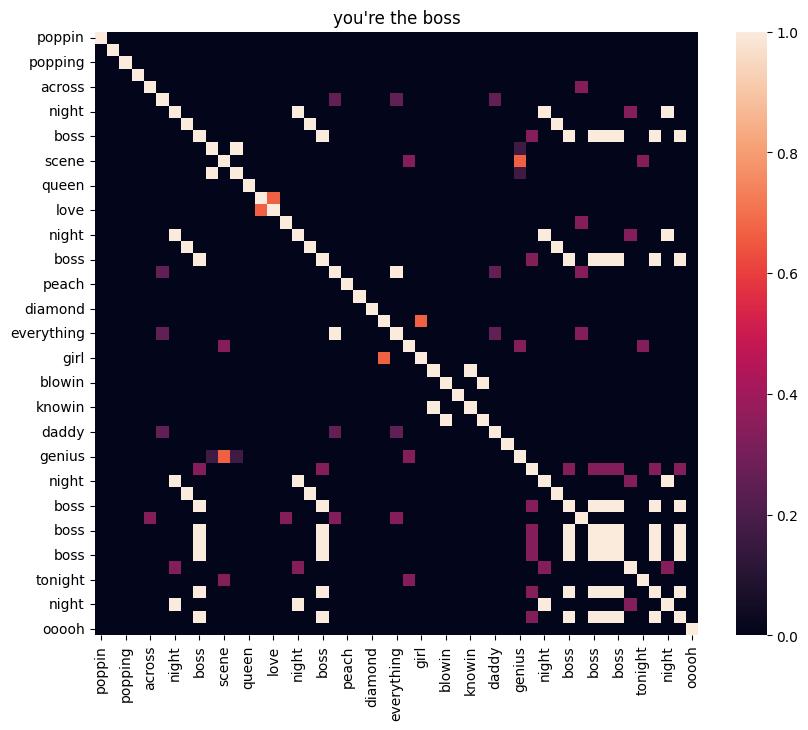 you're the boss
poppin
popping
across
night
boss
scene
queen
love
night
boss
peach
diamond
everything
girl
blowin
knowin
daddy
genius
night
boss
boss
boss
tonight
night
ooooh
1.0
0.8
0.6
0.4
0.2
0.0
poppin
popping
across
night
boss
scene
queen
love
night
boss
peach
diamond
everything
girl
blowin
knowin
daddy
genius
night
boss
boss
boss
tonight
night
ooooh